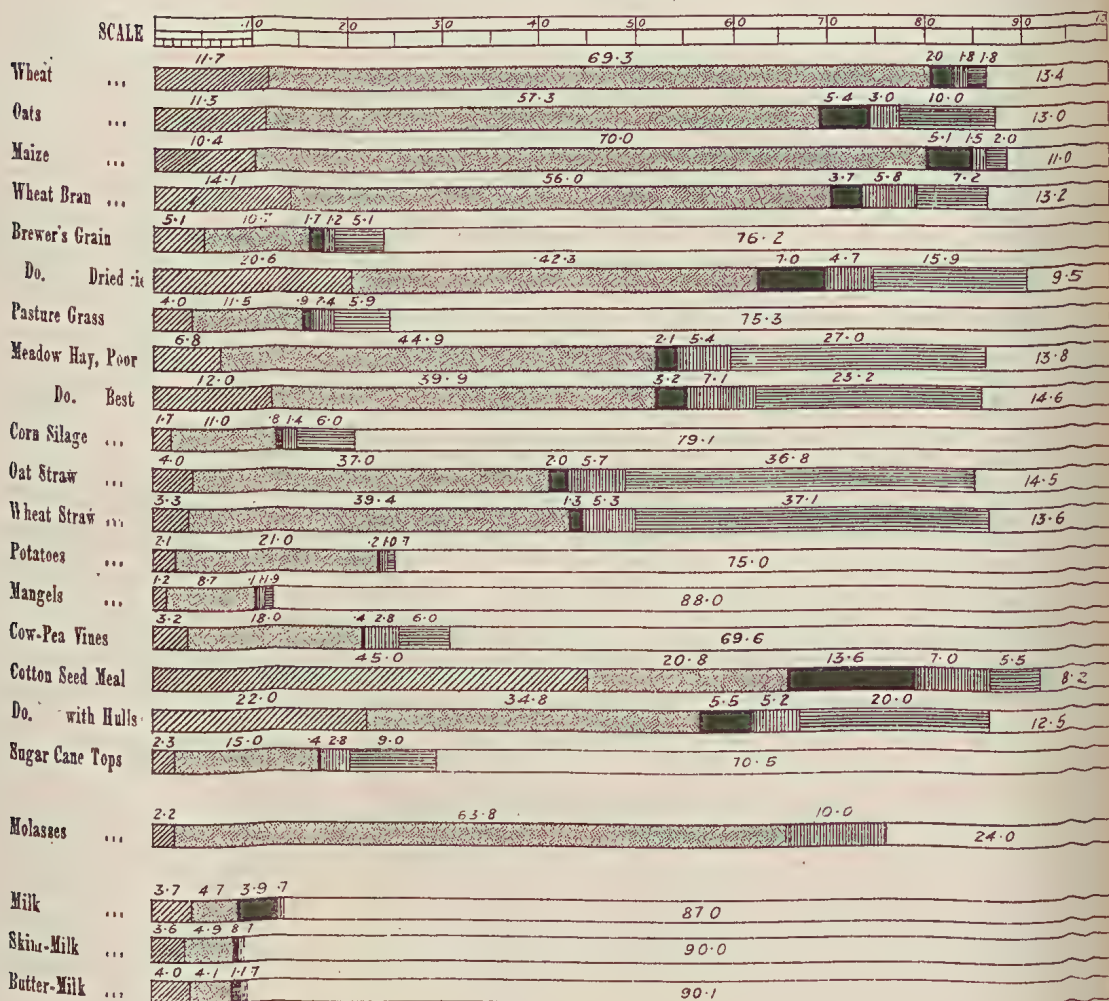 SCALE ·10 20 30 40 50 60 70 80 90
11·7 69·3 2·0 1·8 1·8
Wheat ... 13·4
11·3 57·3 5·4 3·0 10·0
Oats ... 13·0
10·4 70·0 5·1 1·5 2·0
Maize ... 11·0
14·1 56·0 3·7 5·8 7·2
Wheat Bran ... 13·2
5·1 10·7 1·7 1·2 5·1
Brewer's Grain 76·2
20·6 42·3 7·0 4·7 15·9
Do. Dried 9·5
4·0 11·5 ·9 2·4 5·9
Pasture Grass 75·3
6·8 44·9 2·1 5·4 27·0
Meadow Hay, Poor 13·8
12·0 39·9 3·2 7·1 23·2
Do. Best 14·6
1·7 11·0 ·8 1·4 6·0
Corn Silage ... 79·1
4·0 37·0 2·0 5·7 36·8
Oat Straw ... 14·5
3·3 39·4 1·3 5·3 37·1
Wheat Straw ... 13·6
2·1 21·0 ·2 1·0 ·7
Potatoes ... 75·0
1·2 8·7 ·1 1·1 ·9
Mangels ... 88·0
3·2 18·0 ·4 2·8 6·0
Cow-Pea Vines 69·6
45·0 20·8 13·6 7·0 5·5
Cotton Seed Meal 8·2
22·0 34·8 5·5 5·2 20·0
Do. with Hulls 12·5
2·3 15·0 ·4 2·8 9·0
Sugar Cane Tops 70·5
2·2 63·8 10·0
Molasses ... 24·0
3·7 4·7 3·9 ·7
Milk ... 87·0
3·6 4·9 ·8 ·7
Skim-Milk ... 90·0
4·0 4·1 1·1 ·7
Butter-Milk ... 90·1